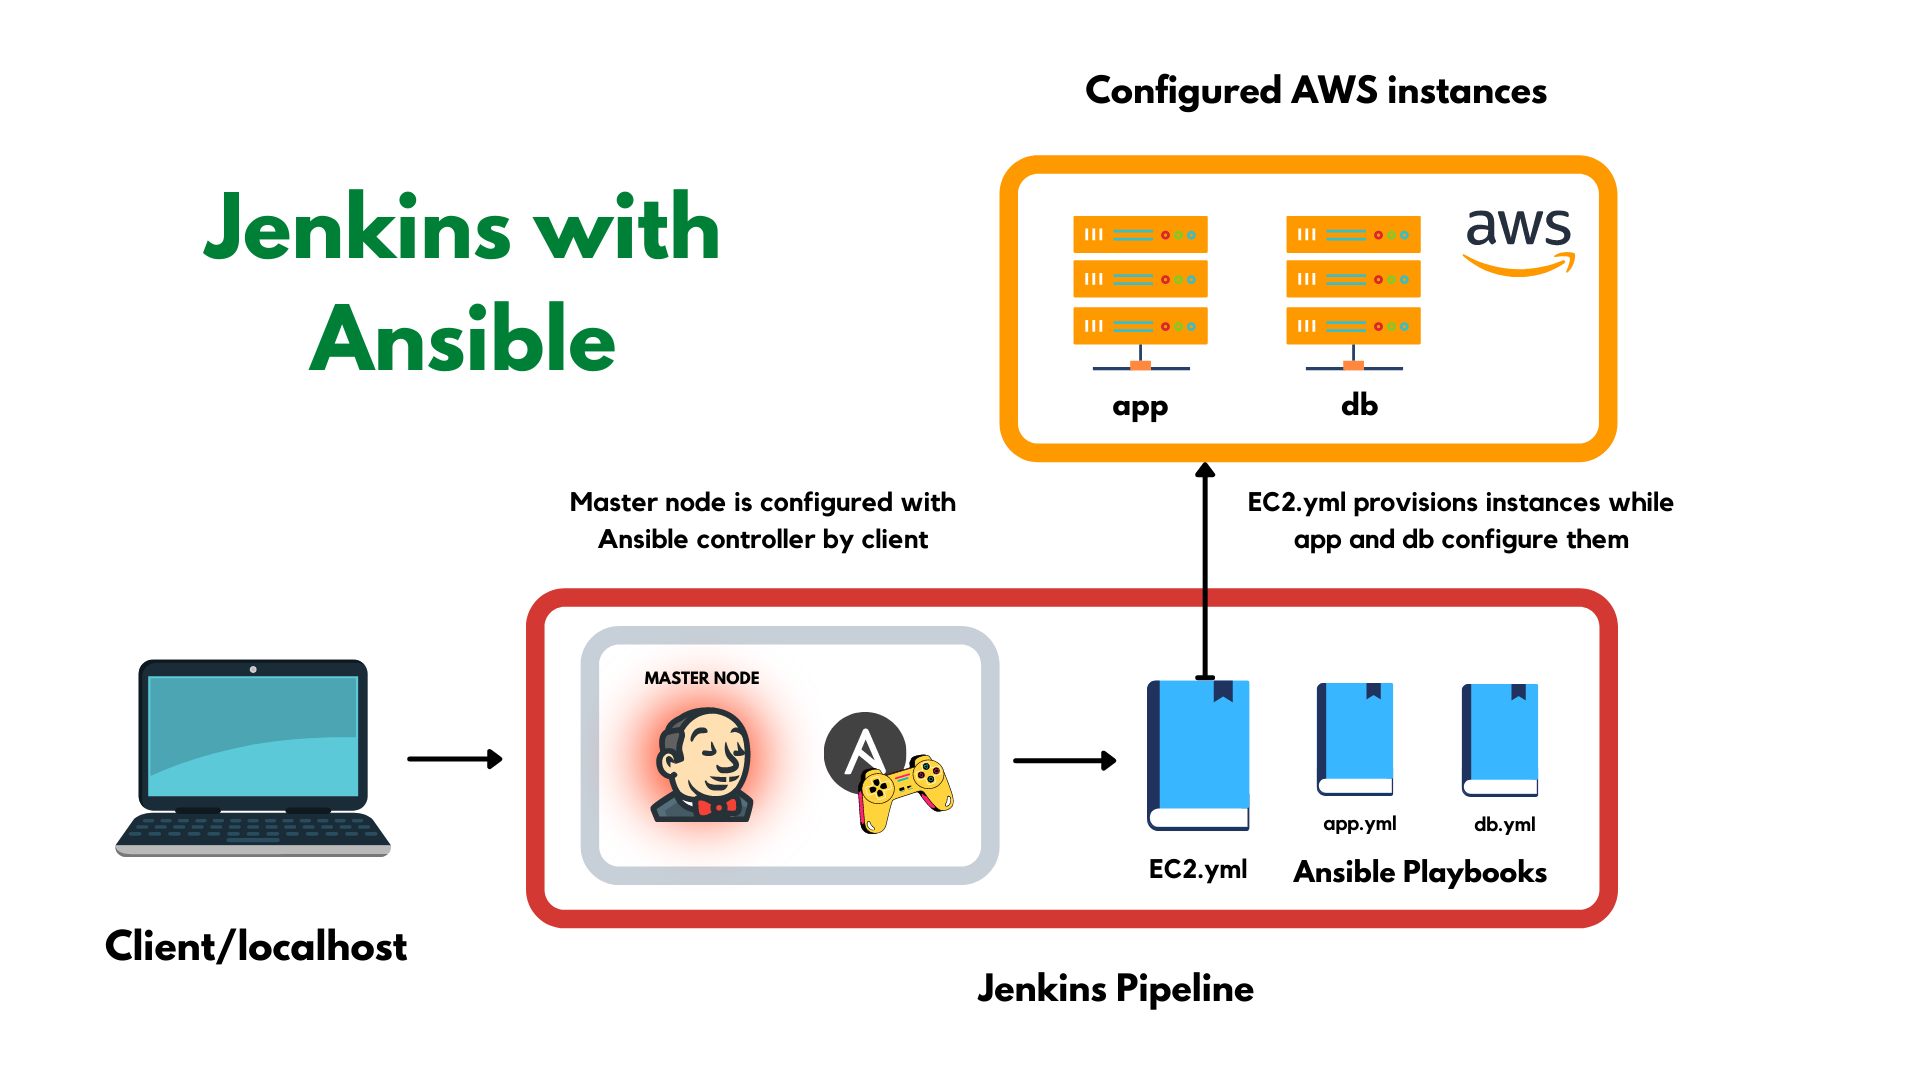 Configured AWS instances
Jenkins with
Ansible
aws
app
db
Master node is configured with
Ansible controller by client
EC2.yml provisions instances while
app and db configure them
MASTER NODE
A
app.yml
db.yml
EC2.yml
Ansible Playbooks
Client/localhost
Jenkins Pipeline